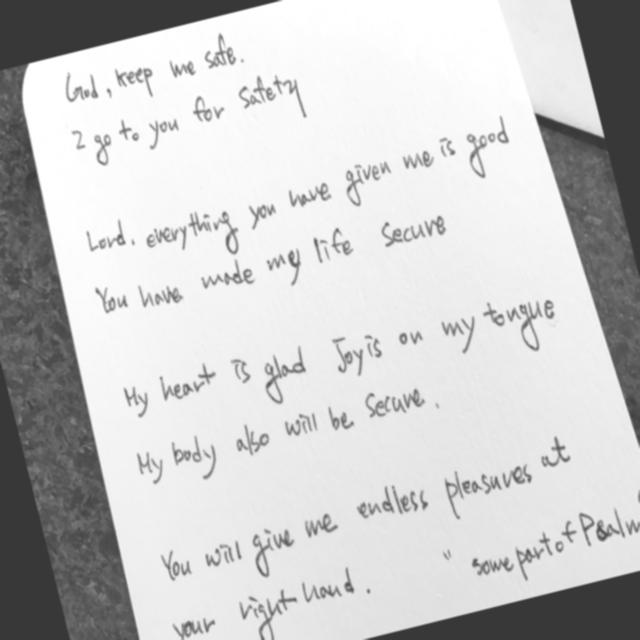 God, keep me safe.
I go to you for safety
Lord, everything you have given me is good
You have made my life secure
My heart is glad Joy is on my tongue
My body also will be secure.
You will give me endless pleasures at
your right hand. " some part of Psalm